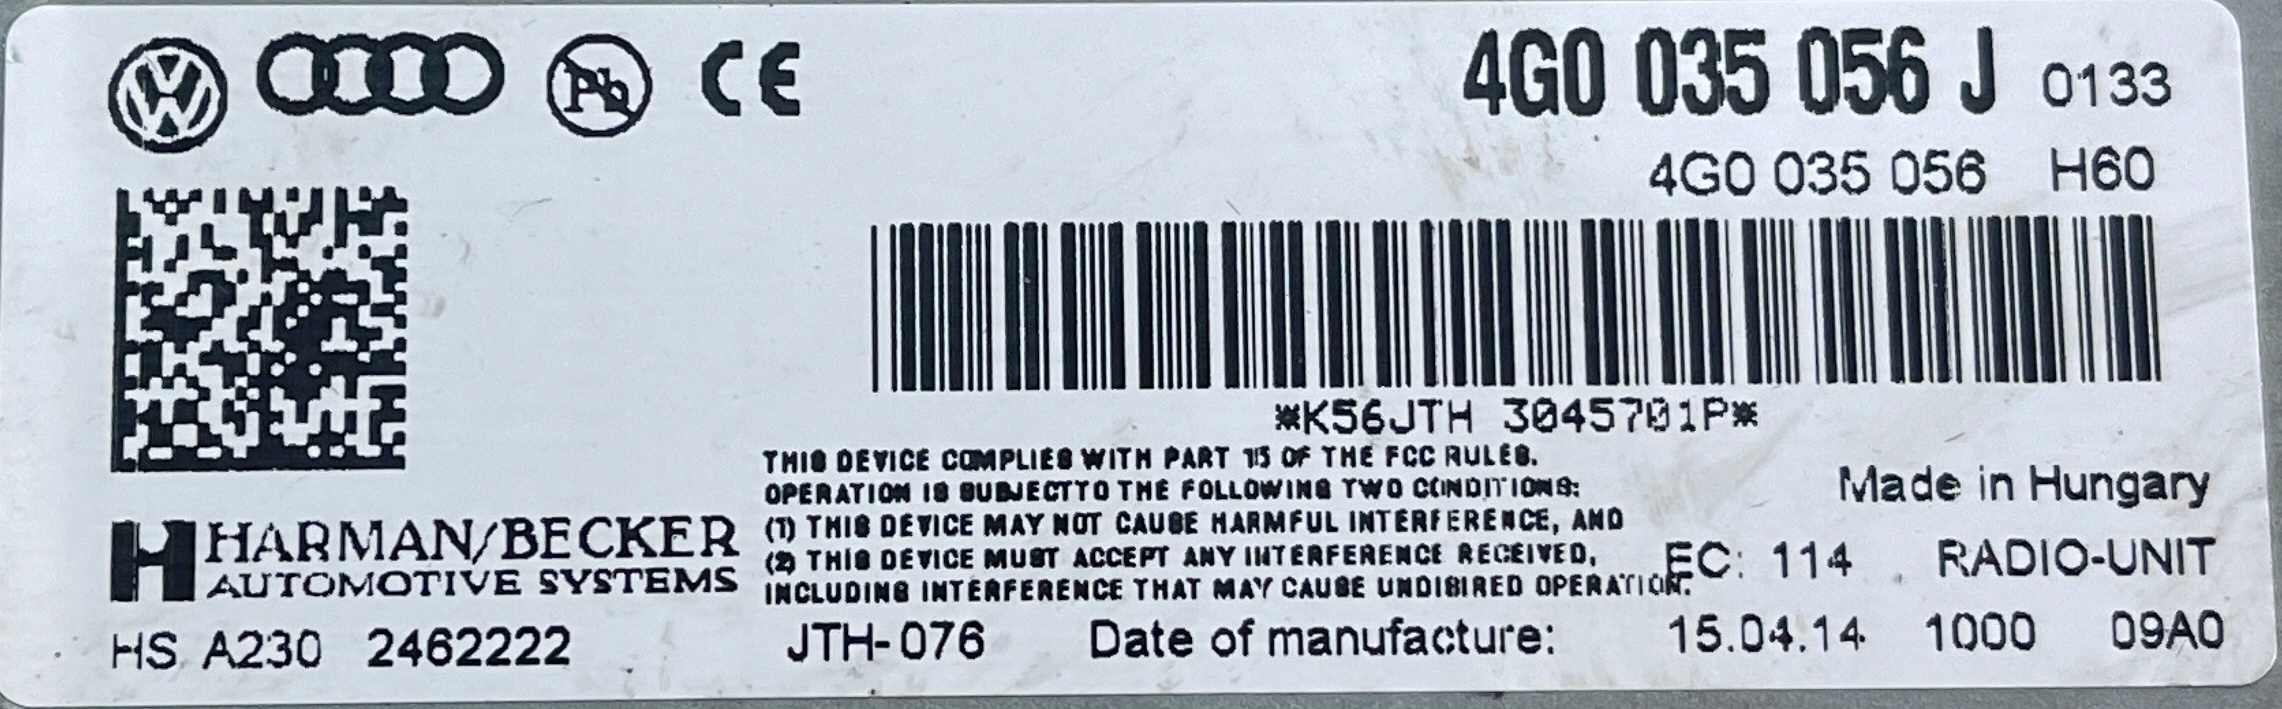 4G0 035 056 J 0133
4G0 035 056 H60
*K56JTH 3045701P*
THIS DEVICE COMPLIES WITH PART 15 OF THE FCC RULES.
OPERATION IS SUBJECTTO THE FOLLOWING TWO CONDITIONS:
(1) THIS DEVICE MAY NOT CAUSE HARMFUL INTERFERENCE, AND
(2) THIS DEVICE MUST ACCEPT ANY INTERFERENCE RECEIVED,
INCLUDING INTERFERENCE THAT MAY CAUSE UNDISIRED OPERATION.
Made in Hungary
EC: 114 RADIO-UNIT
HARMAN/BECKER
AUTOMOTIVE SYSTEMS
HS A230 2462222 JTH-076 Date of manufacture: 15.04.14 1000 09A0